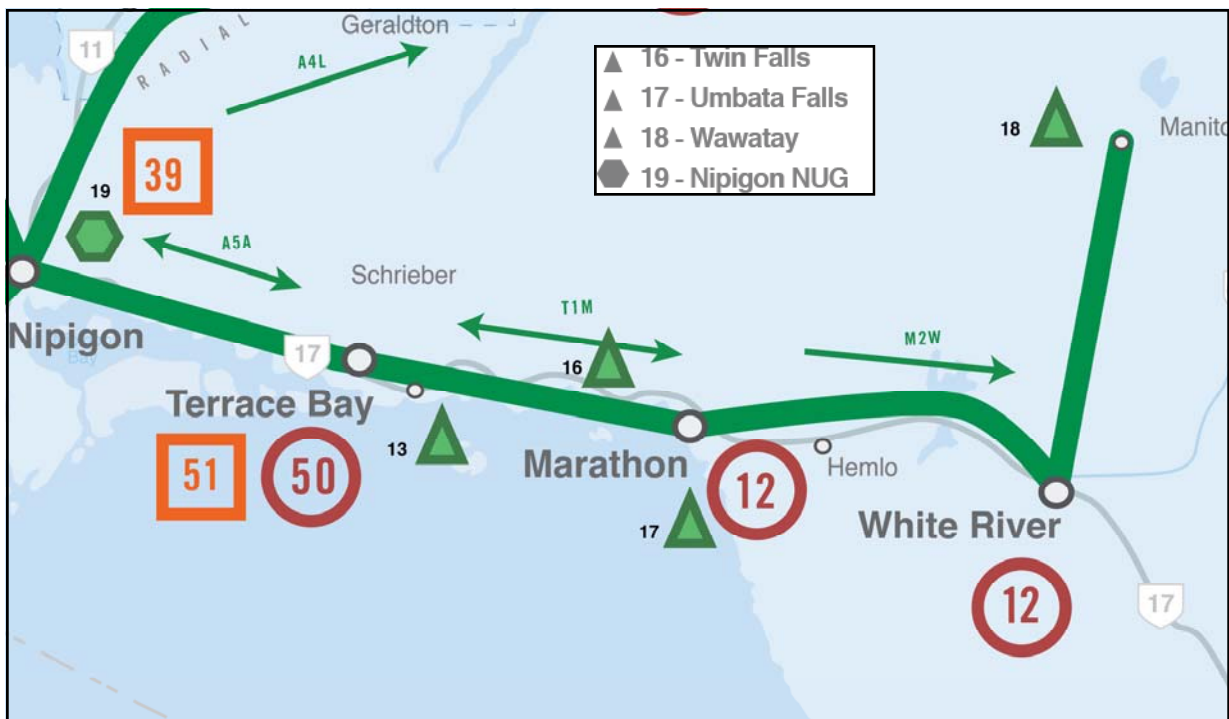 Geraldton
11
RADIAL
A4L
16 - Twin Falls
17 - Umbata Falls
18 - Wawatay
19 - Nipigon NUG
18
Manito
39
19
A5A
Schrieber
T1M
M2W
16
Nipigon
Bay
17
Terrace Bay
13
Marathon
Hemlo
51
50
12
17
White River
12
17